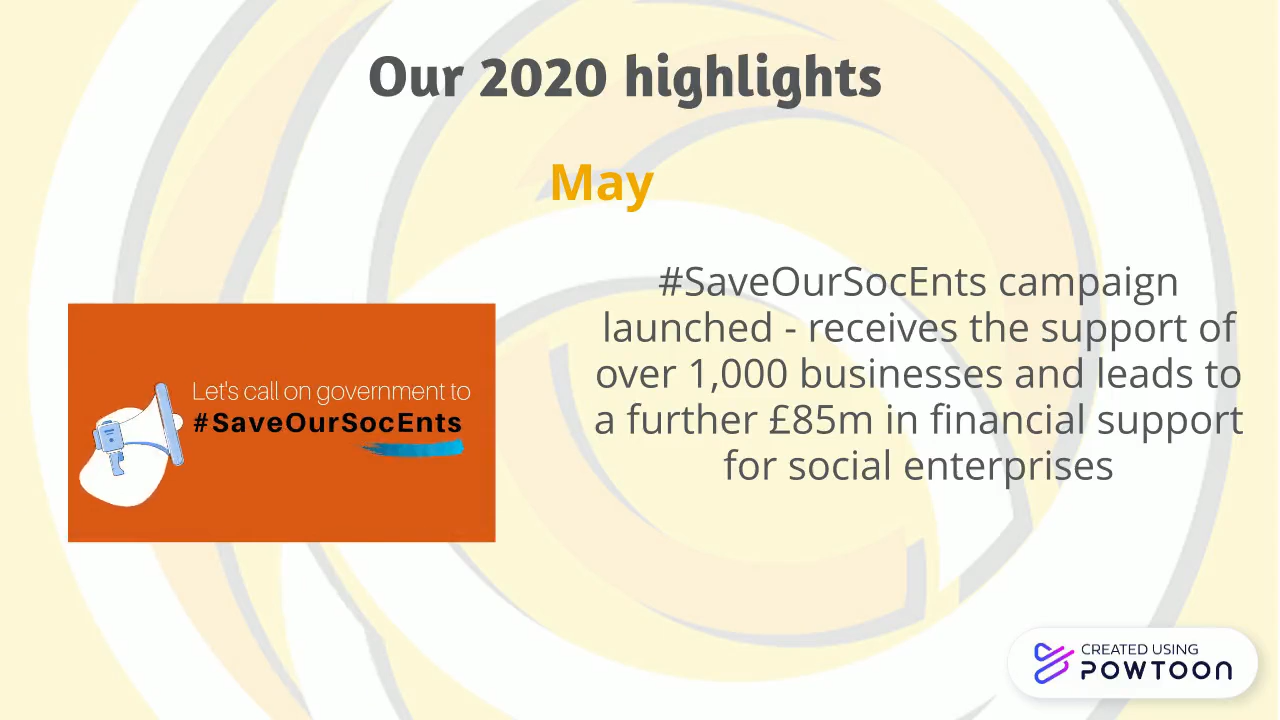 Our 2020 highlights
May
#SaveOurSocEnts campaign
launched - receives the support of
over 1,000 businesses and leads to
a further £85m in financial support
for social enterprises
Let's call on government to
#SaveOurSocEnts
CREATED USING
POWTOON